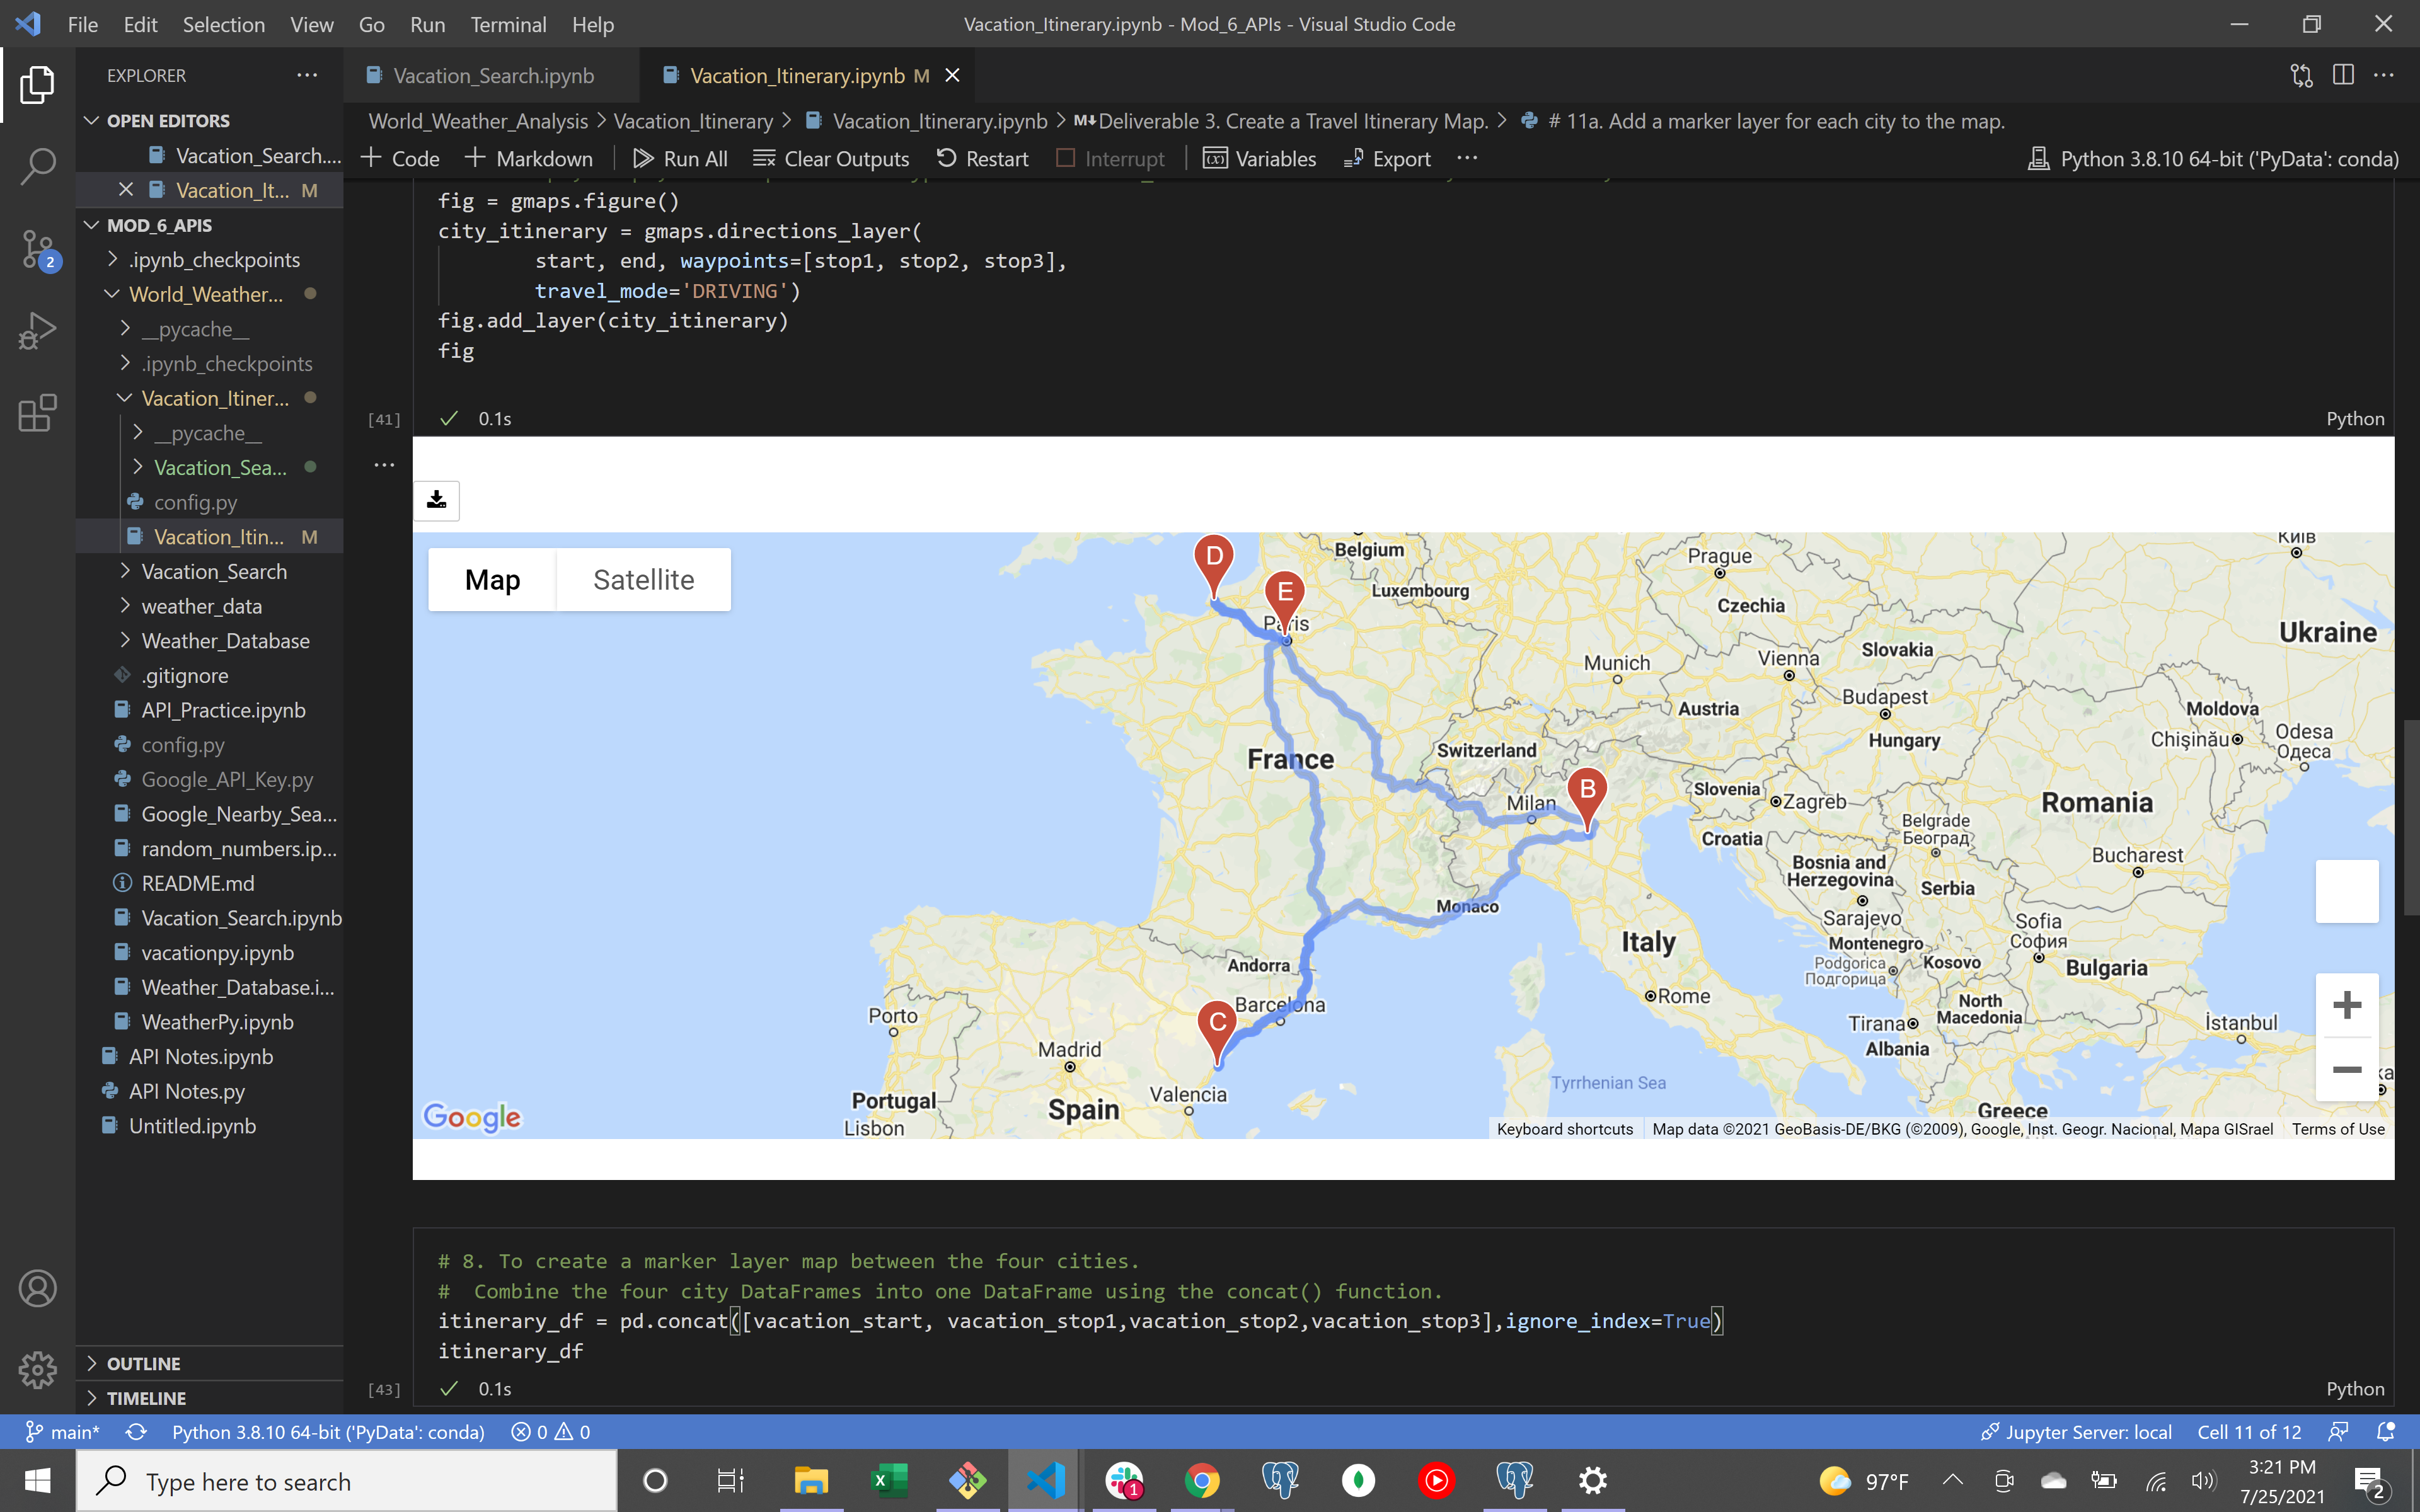 File Edit Selection View Go Run Terminal Help
Vacation_Itinerary.ipynb - Mod_6_APIs - Visual Studio Code
EXPLORER
OPEN EDITORS
Vacation_Search....
Vacation_It... M
MOD_6_APIS
.ipynb_checkpoints
World_Weather...
__pycache__
.ipynb_checkpoints
Vacation_Itiner...
__pycache__
Vacation_Sea...
config.py
Vacation_Itin... M
Vacation_Search
weather_data
Weather_Database
.gitignore
API_Practice.ipynb
config.py
Google_API_Key.py
Google_Nearby_Sea...
random_numbers.ip...
README.md
Vacation_Search.ipynb
vacationpy.ipynb
Weather_Database.i...
WeatherPy.ipynb
API Notes.ipynb
API Notes.py
Untitled.ipynb
OUTLINE
TIMELINE
2
Vacation_Search.ipynb
Vacation_Itinerary.ipynb M
World_Weather_Analysis > Vacation_Itinerary > Vacation_Itinerary.ipynb > M↓Deliverable 3. Create a Travel Itinerary Map. > # 11a. Add a marker layer for each city to the map.
+ Code + Markdown Run All Clear Outputs Restart Interrupt Variables Export ... Python 3.8.10 64-bit ('PyData': conda)
fig = gmaps.figure()
city_itinerary = gmaps.directions_layer(
start, end, waypoints=[stop1, stop2, stop3],
travel_mode='DRIVING')
fig.add_layer(city_itinerary)
fig
[41] 0.1s Python
Map Satellite
D
E
B
C
Belgium
Luxembourg
Paris
Prague
Czechia
Київ
Ukraine
Munich
Vienna
Slovakia
Budapest
Austria
Hungary
Moldova
Chișinău
Odesa
Одеса
France
Switzerland
Milan
Slovenia
Zagreb
Croatia
Romania
Belgrade
Београд
Bucharest
Bosnia and
Herzegovina
Serbia
Monaco
Sarajevo
Sofia
София
Italy
Montenegro
Kosovo
Bulgaria
Podgorica
Подгорица
Andorra
Barcelona
Rome
North
Macedonia
Porto
Tirana
Albania
İstanbul
Madrid
Valencia
Portugal
Spain
Lisbon
Tyrrhenian Sea
Greece
Google
Keyboard shortcuts Map data ©2021 GeoBasis-DE/BKG (©2009), Google, Inst. Geogr. Nacional, Mapa GISrael Terms of Use
# 8. To create a marker layer map between the four cities.
#  Combine the four city DataFrames into one DataFrame using the concat() function.
itinerary_df = pd.concat([vacation_start, vacation_stop1,vacation_stop2,vacation_stop3],ignore_index=True)
itinerary_df
[43] 0.1s Python
main* Python 3.8.10 64-bit ('PyData': conda) 0 0 Jupyter Server: local Cell 11 of 12
Type here to search
1
97°F
3:21 PM
7/25/2021
2